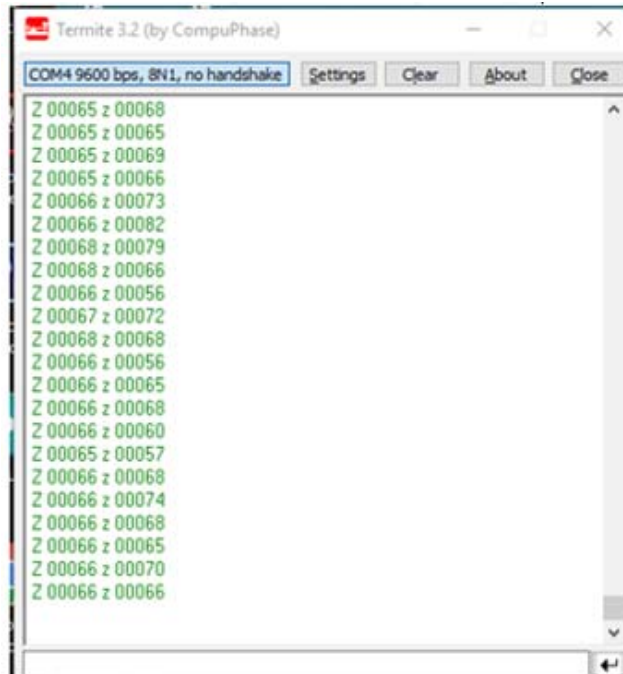 Termite 3.2 (by CompuPhase)
COM4 9600 bps, 8N1, no handshake Settings Clear About Close
Z 00065 z 00068
Z 00065 z 00065
Z 00065 z 00069
Z 00065 z 00066
Z 00066 z 00073
Z 00066 z 00082
Z 00068 z 00079
Z 00068 z 00066
Z 00066 z 00056
Z 00067 z 00072
Z 00068 z 00068
Z 00066 z 00056
Z 00066 z 00065
Z 00066 z 00068
Z 00066 z 00060
Z 00065 z 00057
Z 00066 z 00068
Z 00066 z 00074
Z 00066 z 00068
Z 00066 z 00065
Z 00066 z 00070
Z 00066 z 00066